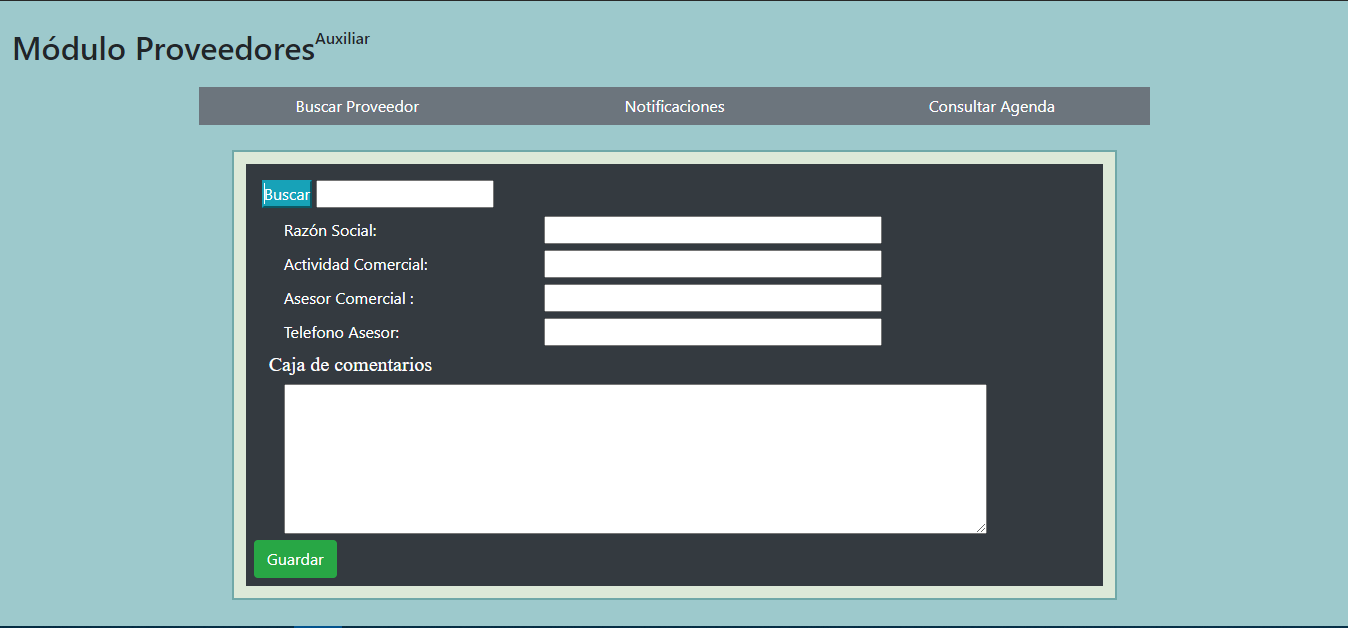 Módulo Proveedores Auxiliar
Buscar Proveedor Notificaciones Consultar Agenda
Buscar
Razón Social:
Actividad Comercial:
Asesor Comercial :
Telefono Asesor:
Caja de comentarios
Guardar